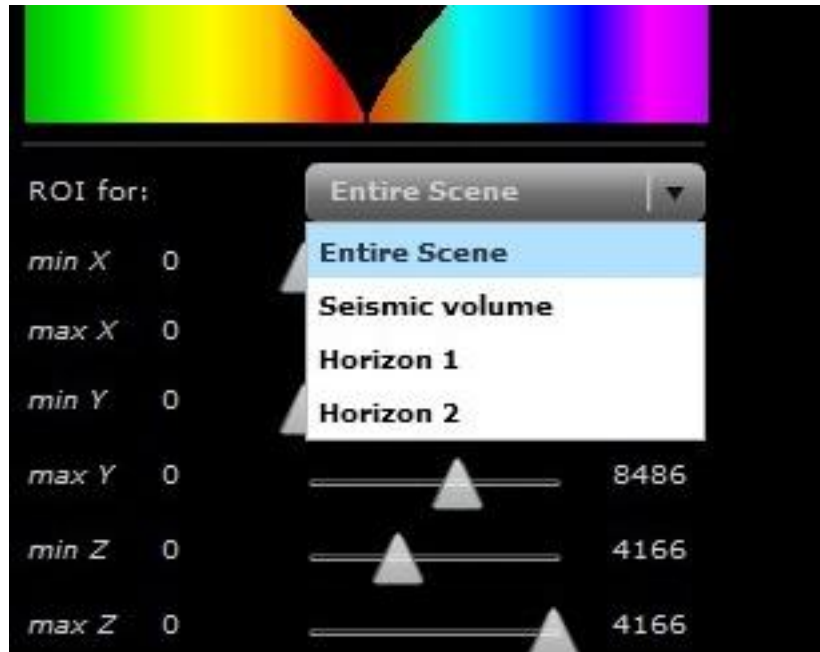 ROI for: Entire Scene
Entire Scene
min X 0
Seismic volume
max X 0
Horizon 1
min Y 0
Horizon 2
max Y 0 8486
min Z 0 4166
max Z 0 4166